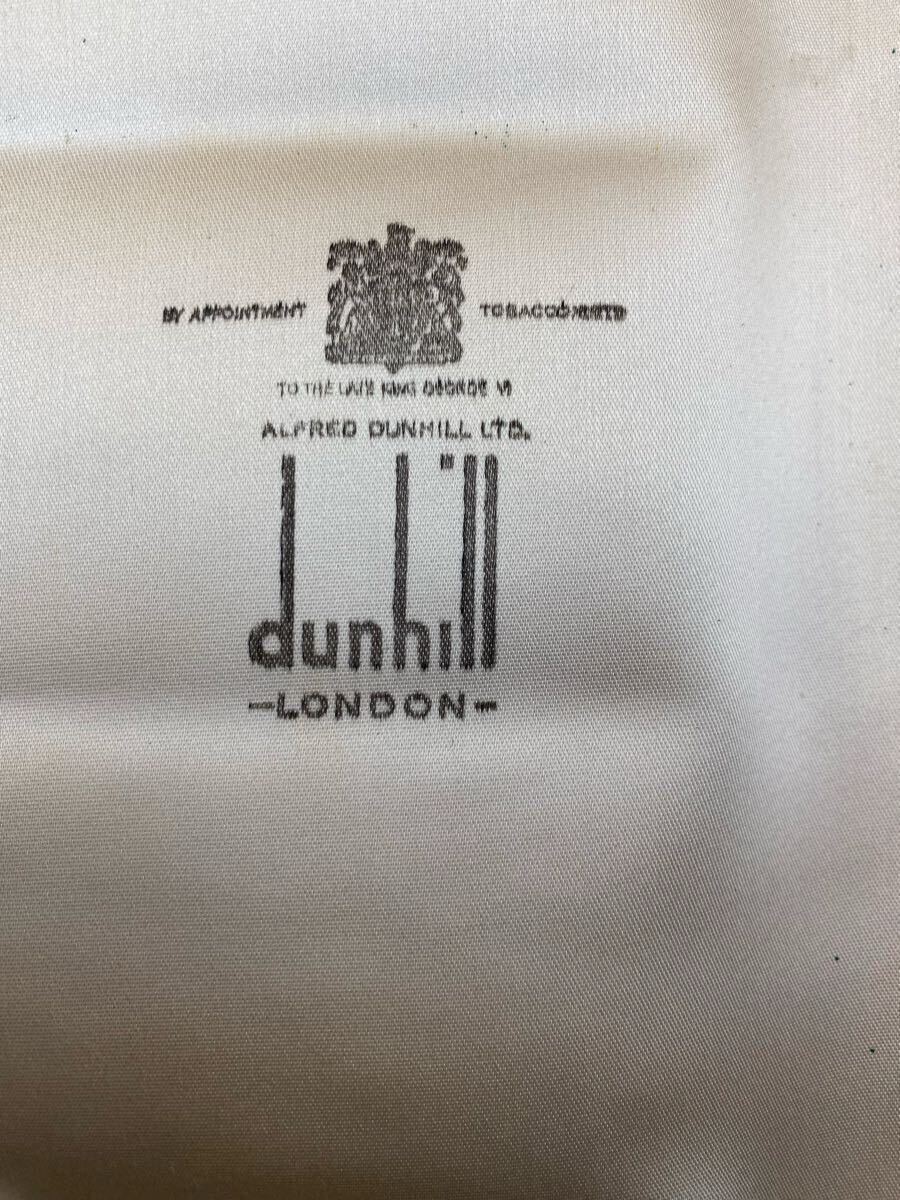 BY APPOINTMENT TOBACCONISTS
TO THE LATE KING GEORGE VI
ALFRED DUNHILL LTD.
dunhill
-LONDON-